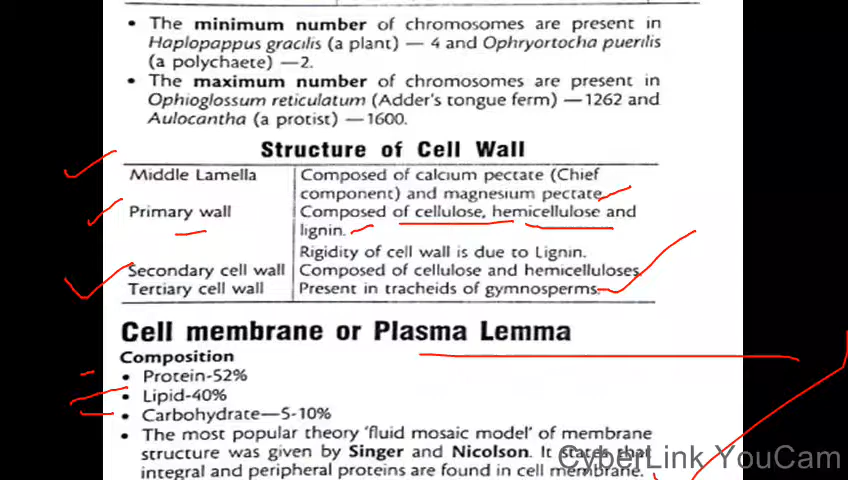 • The minimum number of chromosomes are present in
Haplopappus gracilis (a plant) — 4 and Ophryortocha puerilis
(a polychaete) —2.
• The maximum number of chromosomes are present in
Ophioglossum reticulatum (Adder's tongue ferm) —1262 and
Aulocantha (a protist) —1600.
Structure of Cell Wall
Middle Lamella Composed of calcium pectate (Chief
component) and magnesium pectate
Primary wall Composed of cellulose, hemicellulose and
lignin.
Rigidity of cell wall is due to Lignin.
Secondary cell wall Composed of cellulose and hemicelluloses
Tertiary cell wall Present in tracheids of gymnosperms.
Cell membrane or Plasma Lemma
Composition
• Protein-52%
• Lipid-40%
• Carbohydrate—5-10%
• The most popular theory 'fluid mosaic model' of membrane
structure was given by Singer and Nicolson. It states that
integral and peripheral proteins are found in cell membrane.
CyberLink YouCam